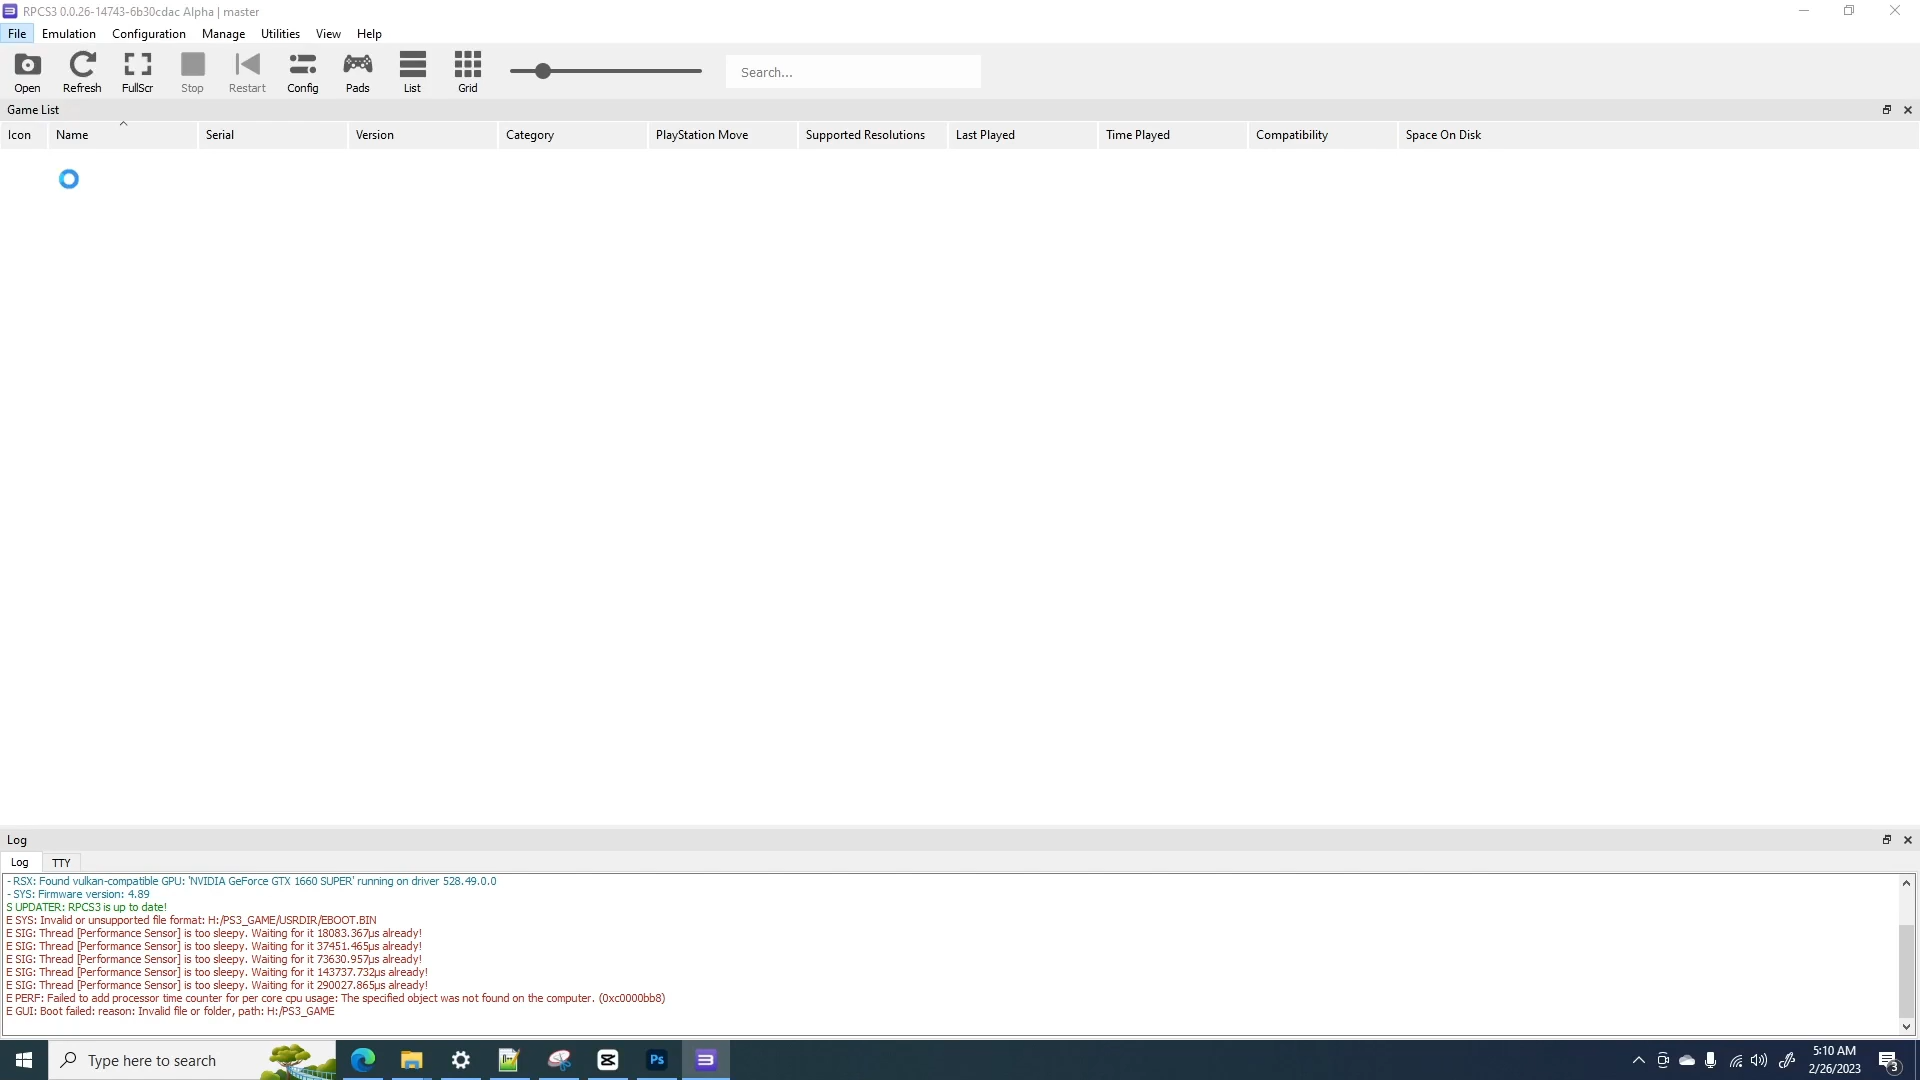 RPCS3 0.0.26-14743-6b30cdac Alpha | master
File Emulation Configuration Manage Utilities View Help
Open Refresh FullScr Stop Restart Config Pads List Grid Search...
Game List
Icon Name Serial Version Category PlayStation Move Supported Resolutions Last Played Time Played Compatibility Space On Disk
Log
Log TTY
- RSX: Found vulkan-compatible GPU: 'NVIDIA GeForce GTX 1660 SUPER' running on driver 528.49.0.0
- SYS: Firmware version: 4.89
S UPDATER: RPCS3 is up to date!
E SYS: Invalid or unsupported file format: H:/PS3_GAME/USRDIR/EBOOT.BIN
E SIG: Thread [Performance Sensor] is too sleepy. Waiting for it 18083.367µs already!
E SIG: Thread [Performance Sensor] is too sleepy. Waiting for it 37451.465µs already!
E SIG: Thread [Performance Sensor] is too sleepy. Waiting for it 73630.957µs already!
E SIG: Thread [Performance Sensor] is too sleepy. Waiting for it 143737.732µs already!
E SIG: Thread [Performance Sensor] is too sleepy. Waiting for it 290027.865µs already!
E PERF: Failed to add processor time counter for per core cpu usage: The specified object was not found on the computer. (0xc0000bb8)
E GUI: Boot failed: reason: Invalid file or folder, path: H:/PS3_GAME
Type here to search Ps 5:10 AM
2/26/2023 3